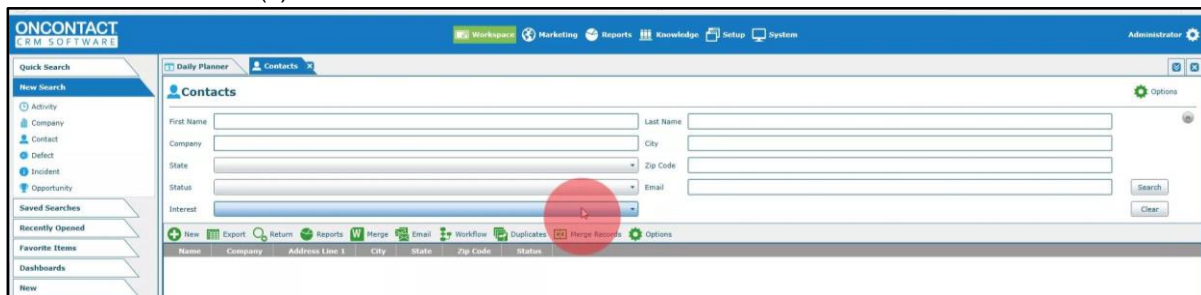 ONCONTACT
CRM SOFTWARE
Workspace Marketing Reports Knowledge Setup System
Administrator
Quick Search
New Search
Activity
Company
Contact
Defect
Incident
Opportunity
Saved Searches
Recently Opened
Favorite Items
Dashboards
New
Daily Planner Contacts X
Contacts
Options
First Name Last Name
Company City
State Zip Code
Status Email Search
Interest Clear
New Export Return Reports Merge Email Workflow Duplicates Merge Records Options
Name Company Address Line 1 City State Zip Code Status